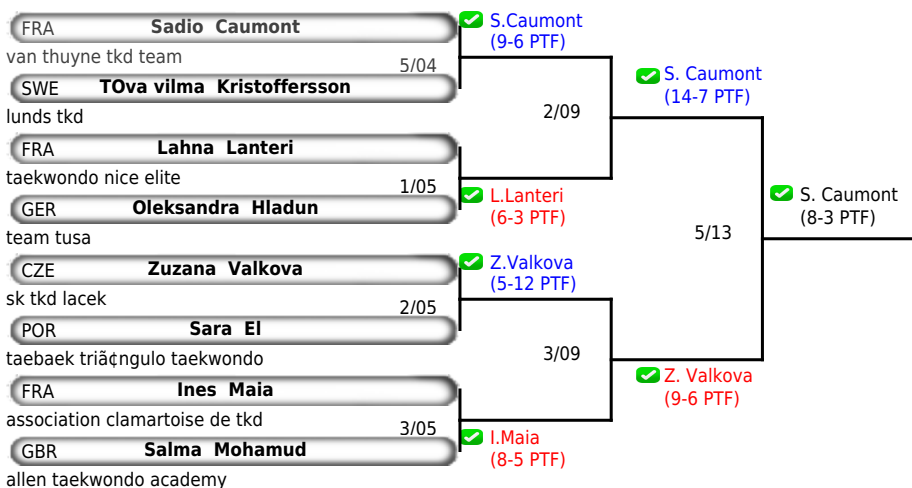 FRA Sadio Caumont
van thuyne tkd team
5/04
SWE TOva vilma Kristoffersson
lunds tkd
FRA Lahna Lanteri
taekwondo nice elite
1/05
GER Oleksandra Hladun
team tusa
CZE Zuzana Valkova
sk tkd lacek
2/05
POR Sara El
taebaek triã¢ngulo taekwondo
FRA Ines Maia
association clamartoise de tkd
3/05
GBR Salma Mohamud
allen taekwondo academy
S.Caumont
(9-6 PTF)
2/09
L.Lanteri
(6-3 PTF)
Z.Valkova
(5-12 PTF)
3/09
I.Maia
(8-5 PTF)
S. Caumont
(14-7 PTF)
5/13
Z. Valkova
(9-6 PTF)
S. Caumont
(8-3 PTF)